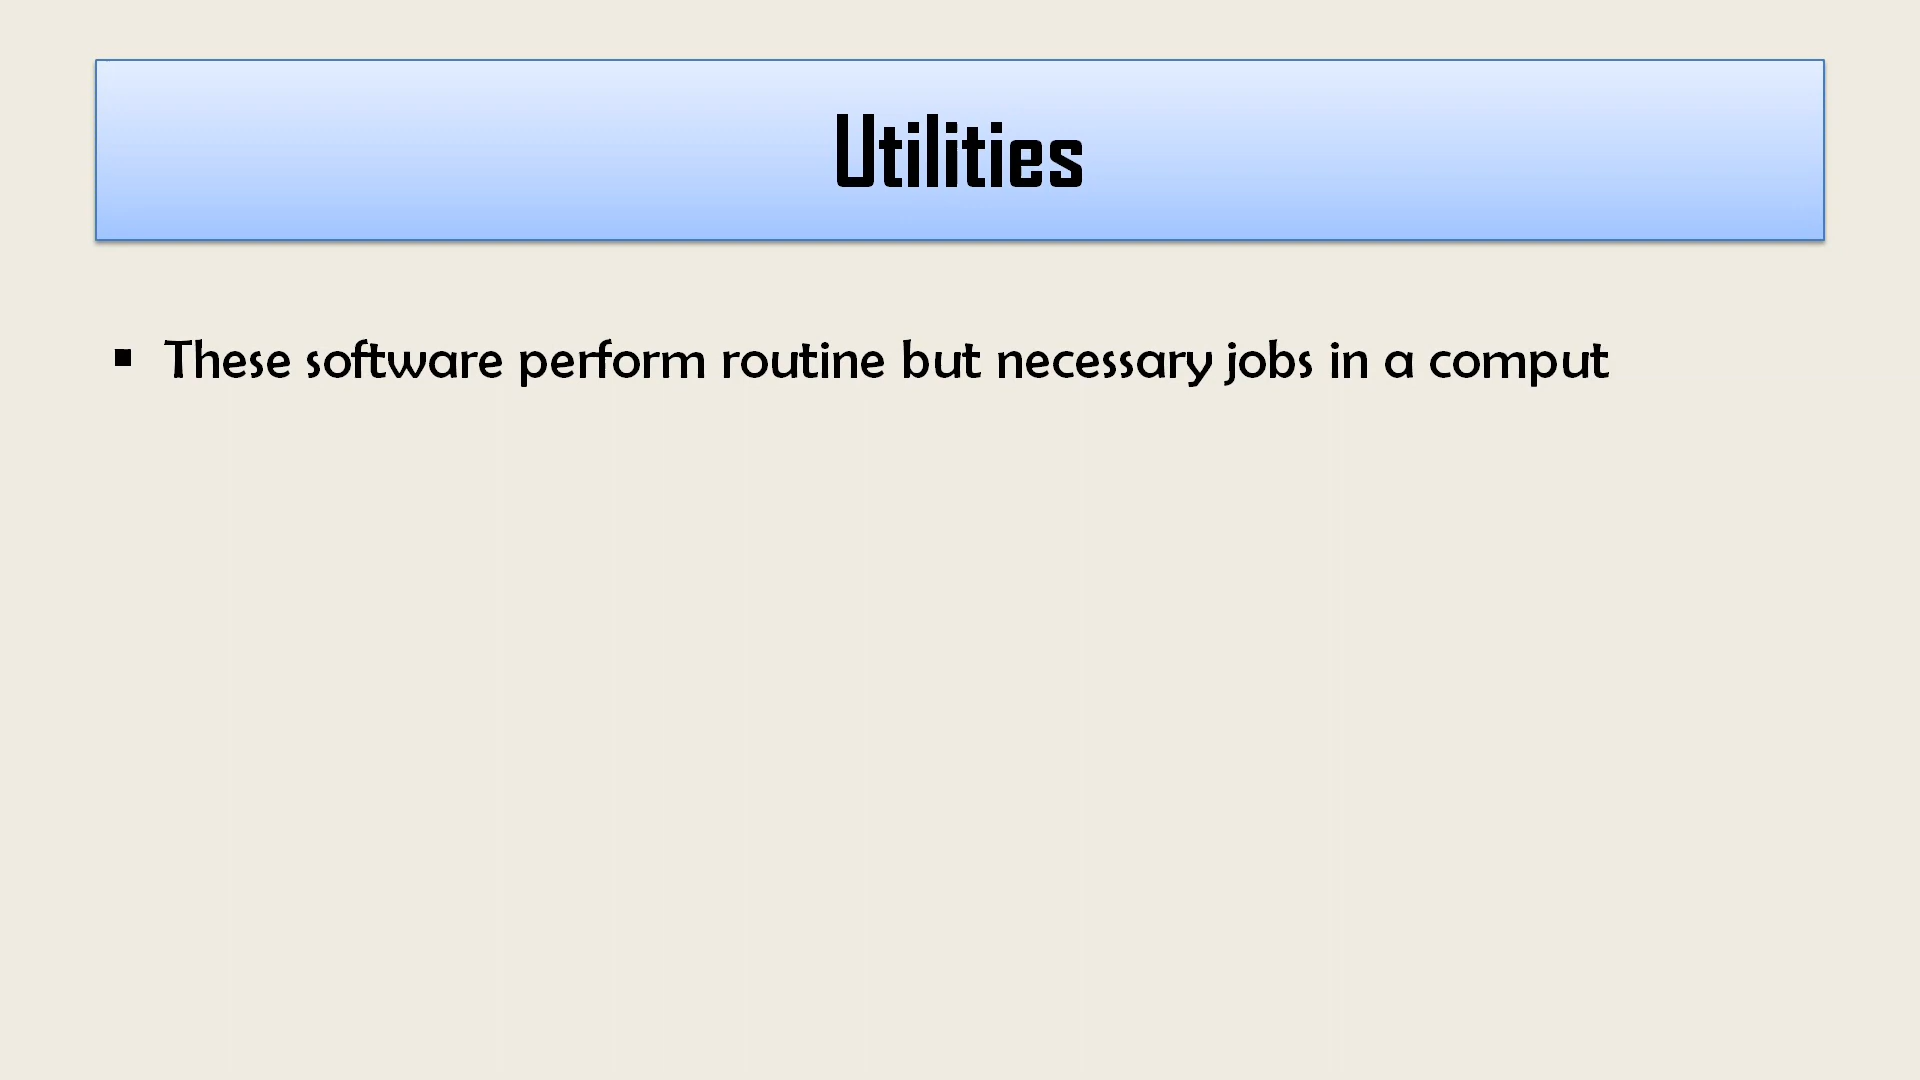 Utilities
▪ These software perform routine but necessary jobs in a comput